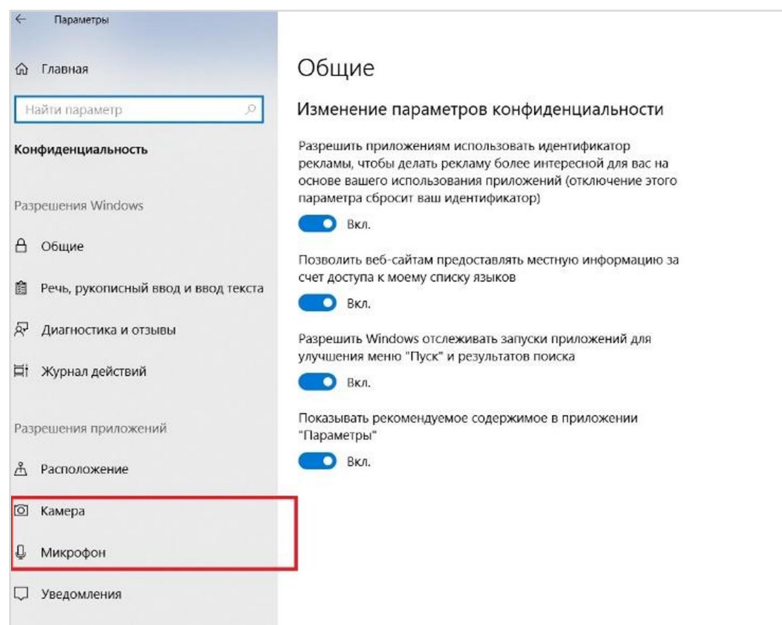 Параметры
Главная
Найти параметр
Конфиденциальность
Разрешения Windows
Общие
Речь, рукописный ввод и ввод текста
Диагностика и отзывы
Журнал действий
Разрешения приложений
Расположение
Камера
Микрофон
Уведомления
Общие
Изменение параметров конфиденциальности
Разрешить приложениям использовать идентификатор
рекламы, чтобы делать рекламу более интересной для вас на
основе вашего использования приложений (отключение этого
параметра сбросит ваш идентификатор)
Вкл.
Позволить веб-сайтам предоставлять местную информацию за
счет доступа к моему списку языков
Вкл.
Разрешить Windows отслеживать запуски приложений для
улучшения меню "Пуск" и результатов поиска
Вкл.
Показывать рекомендуемое содержимое в приложении
"Параметры"
Вкл.